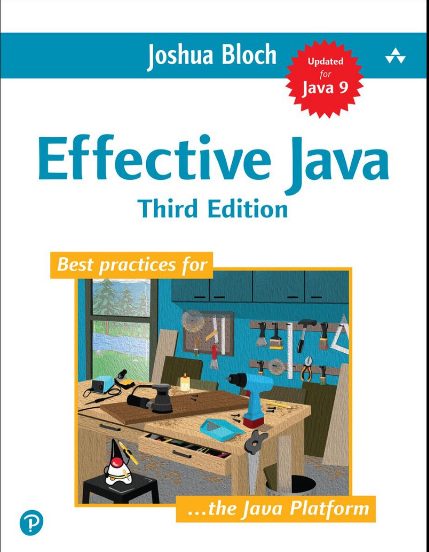 Joshua Bloch
Updated
for
Java 9
Effective Java
Third Edition
Best practices for
...the Java Platform
P